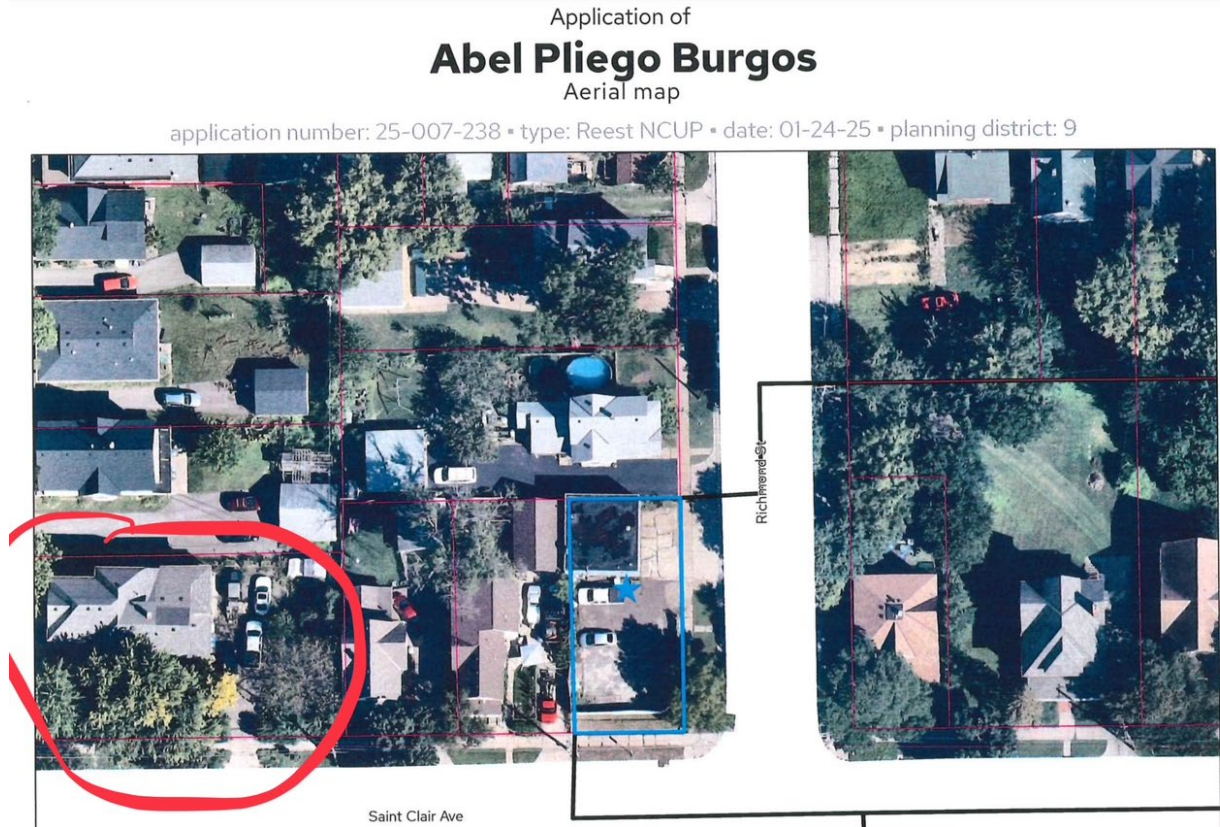 Application of
Abel Pliego Burgos
Aerial map
application number: 25-007-238 ▪ type: Reest NCUP ▪ date: 01-24-25 ▪ planning district: 9
Richmond St
Saint Clair Ave